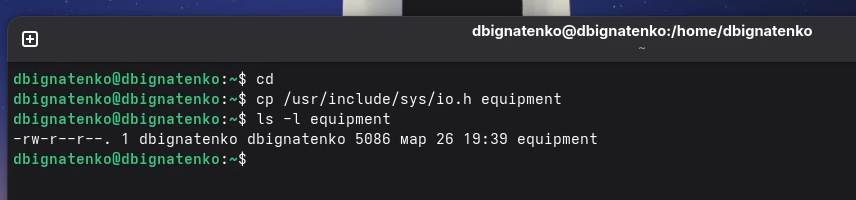 dbignatenko@dbignatenko:/home/dbignatenko
~
dbignatenko@dbignatenko:~$ cd
dbignatenko@dbignatenko:~$ cp /usr/include/sys/io.h equipment
dbignatenko@dbignatenko:~$ ls -l equipment
-rw-r--r--. 1 dbignatenko dbignatenko 5086 мар 26 19:39 equipment
dbignatenko@dbignatenko:~$